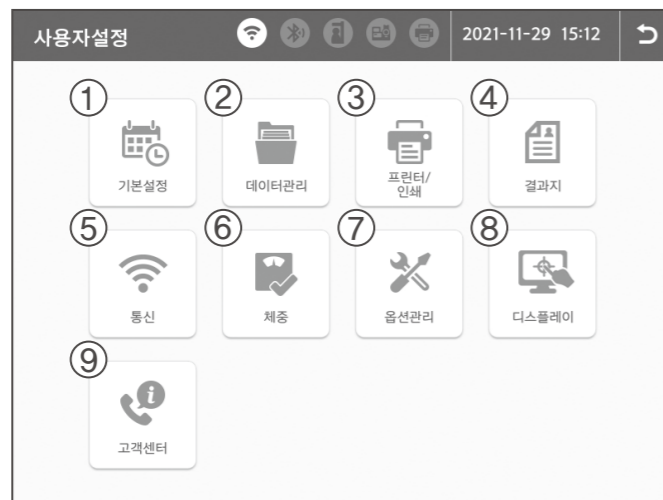 사용자설정
2021-11-29 15:12
① ② ③ ④
기본설정 데이터관리 프린터/
인쇄 결과지
⑤ ⑥ ⑦ ⑧
통신 체중 옵션관리 디스플레이
⑨
고객센터